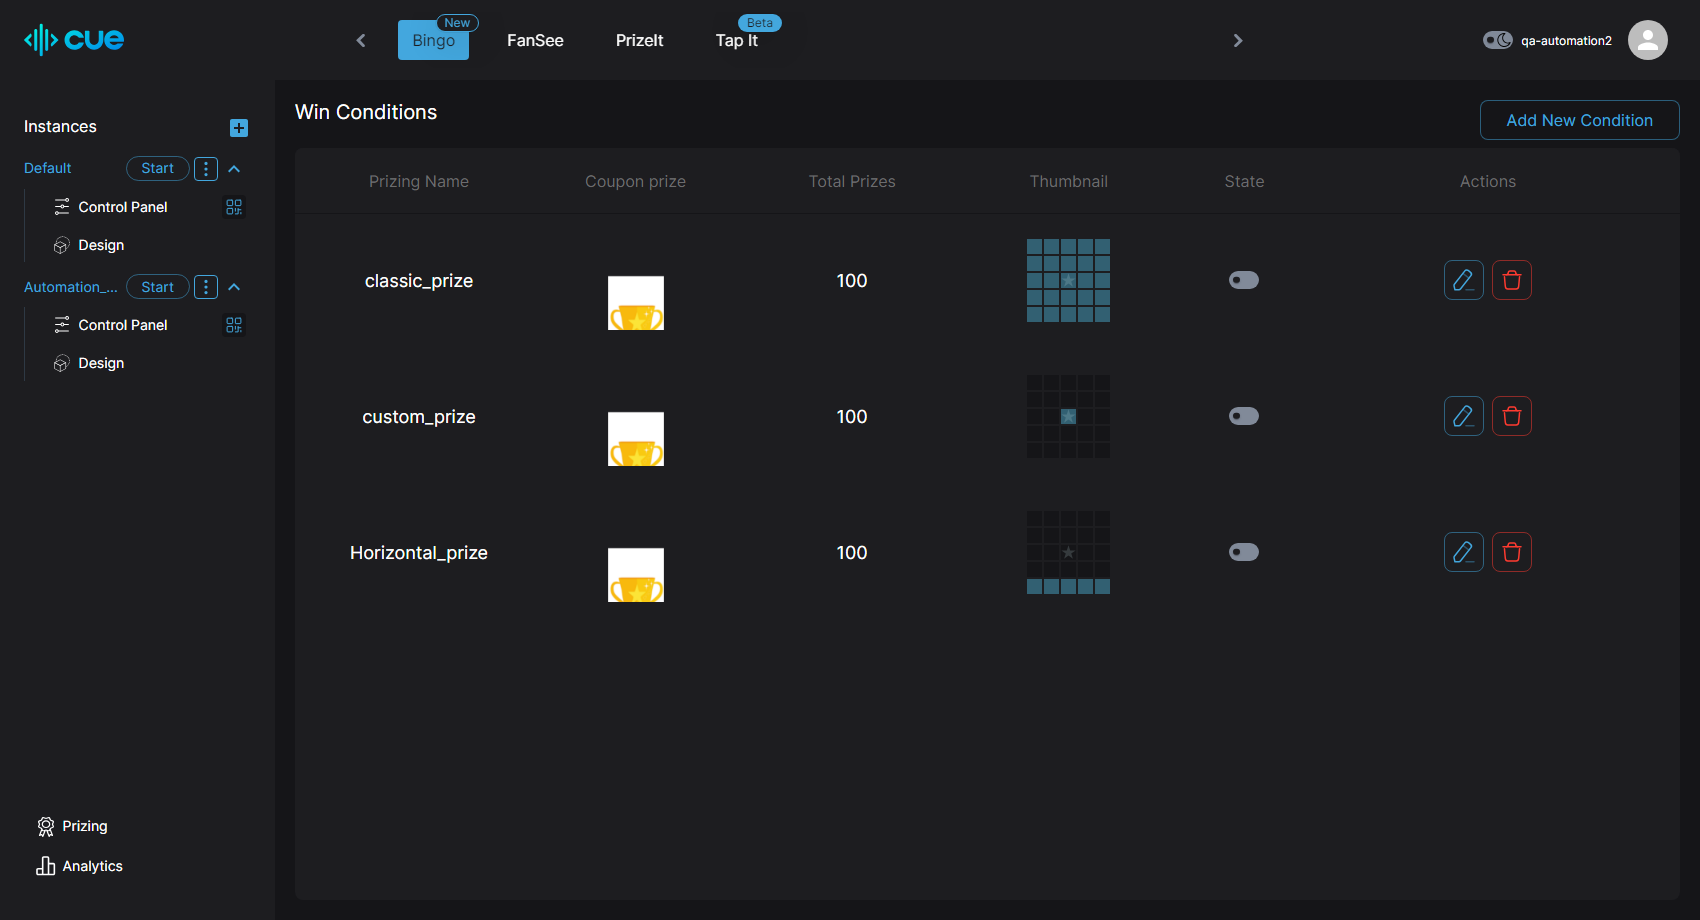 cue
Bingo
New
FanSee
PrizeIt
Tap It
Beta
qa-automation2
Instances
Default
Start
Control Panel
Design
Automation_...
Start
Control Panel
Design
Prizing
Analytics
Win Conditions
Add New Condition
Prizing Name Coupon prize Total Prizes Thumbnail State Actions
classic_prize 100
custom_prize 100
Horizontal_prize 100